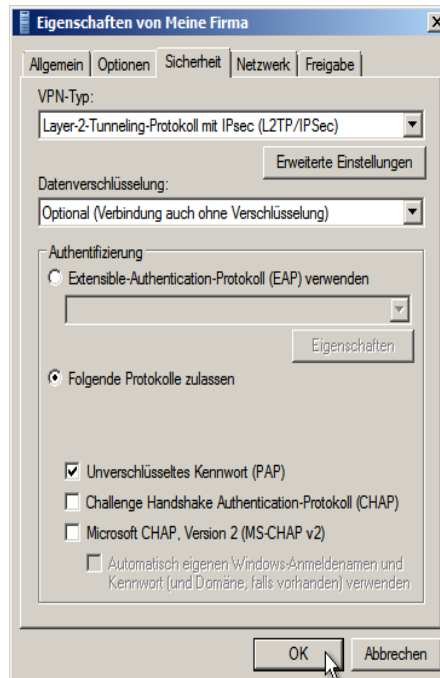 Eigenschaften von Meine Firma
Allgemein Optionen Sicherheit Netzwerk Freigabe
VPN-Typ:
Layer-2-Tunneling-Protokoll mit IPsec (L2TP/IPSec)
Erweiterte Einstellungen
Datenverschlüsselung:
Optional (Verbindung auch ohne Verschlüsselung)
Authentifizierung
Extensible-Authentication-Protokoll (EAP) verwenden
Eigenschaften
Folgende Protokolle zulassen
Unverschlüsseltes Kennwort (PAP)
Challenge Handshake Authentication-Protokoll (CHAP)
Microsoft CHAP, Version 2 (MS-CHAP v2)
Automatisch eigenen Windows-Anmeldenamen und
Kennwort (und Domäne, falls vorhanden) verwenden
OK Abbrechen